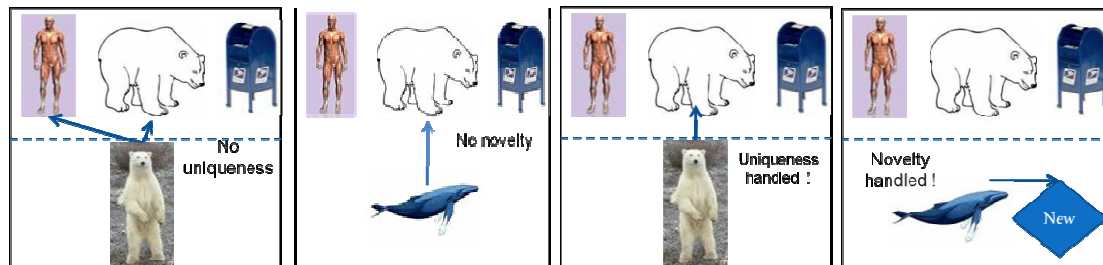 No
uniqueness
No novelty
Uniqueness
handled !
Novelty
handled !
New